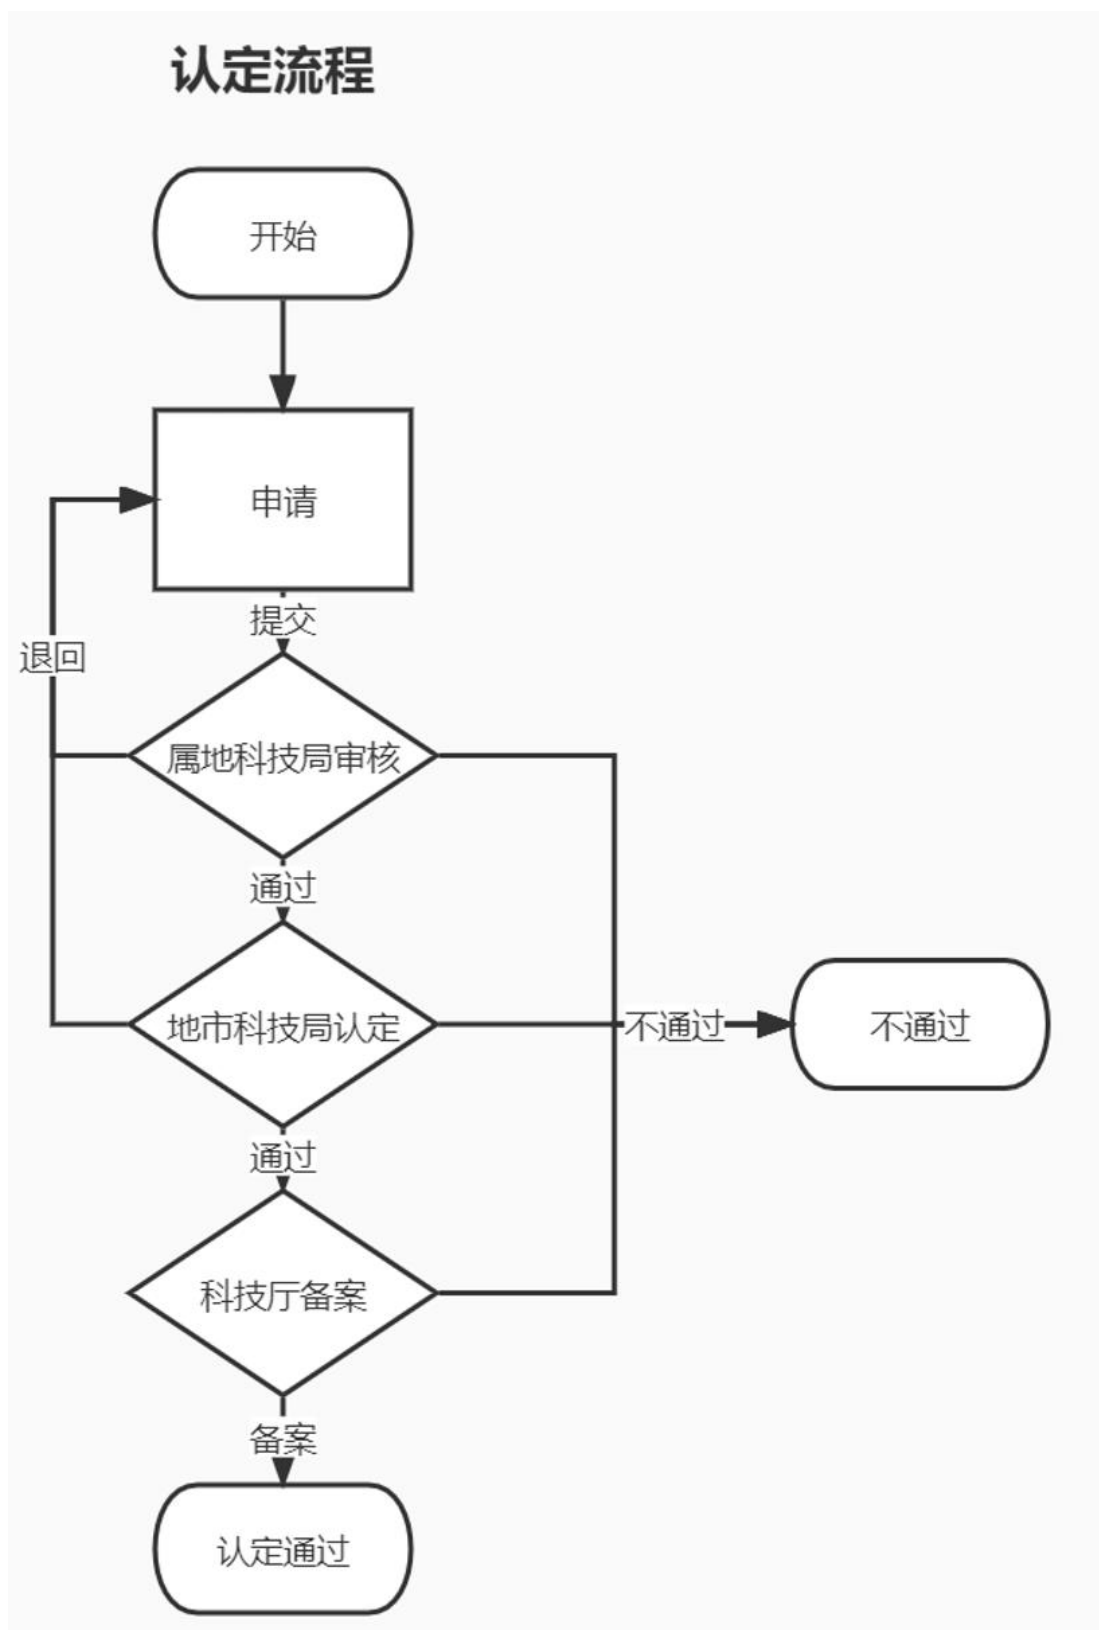 认定流程
开始
申请
提交
退回
属地科技局审核
通过
地市科技局认定
不通过
不通过
通过
科技厅备案
备案
认定通过